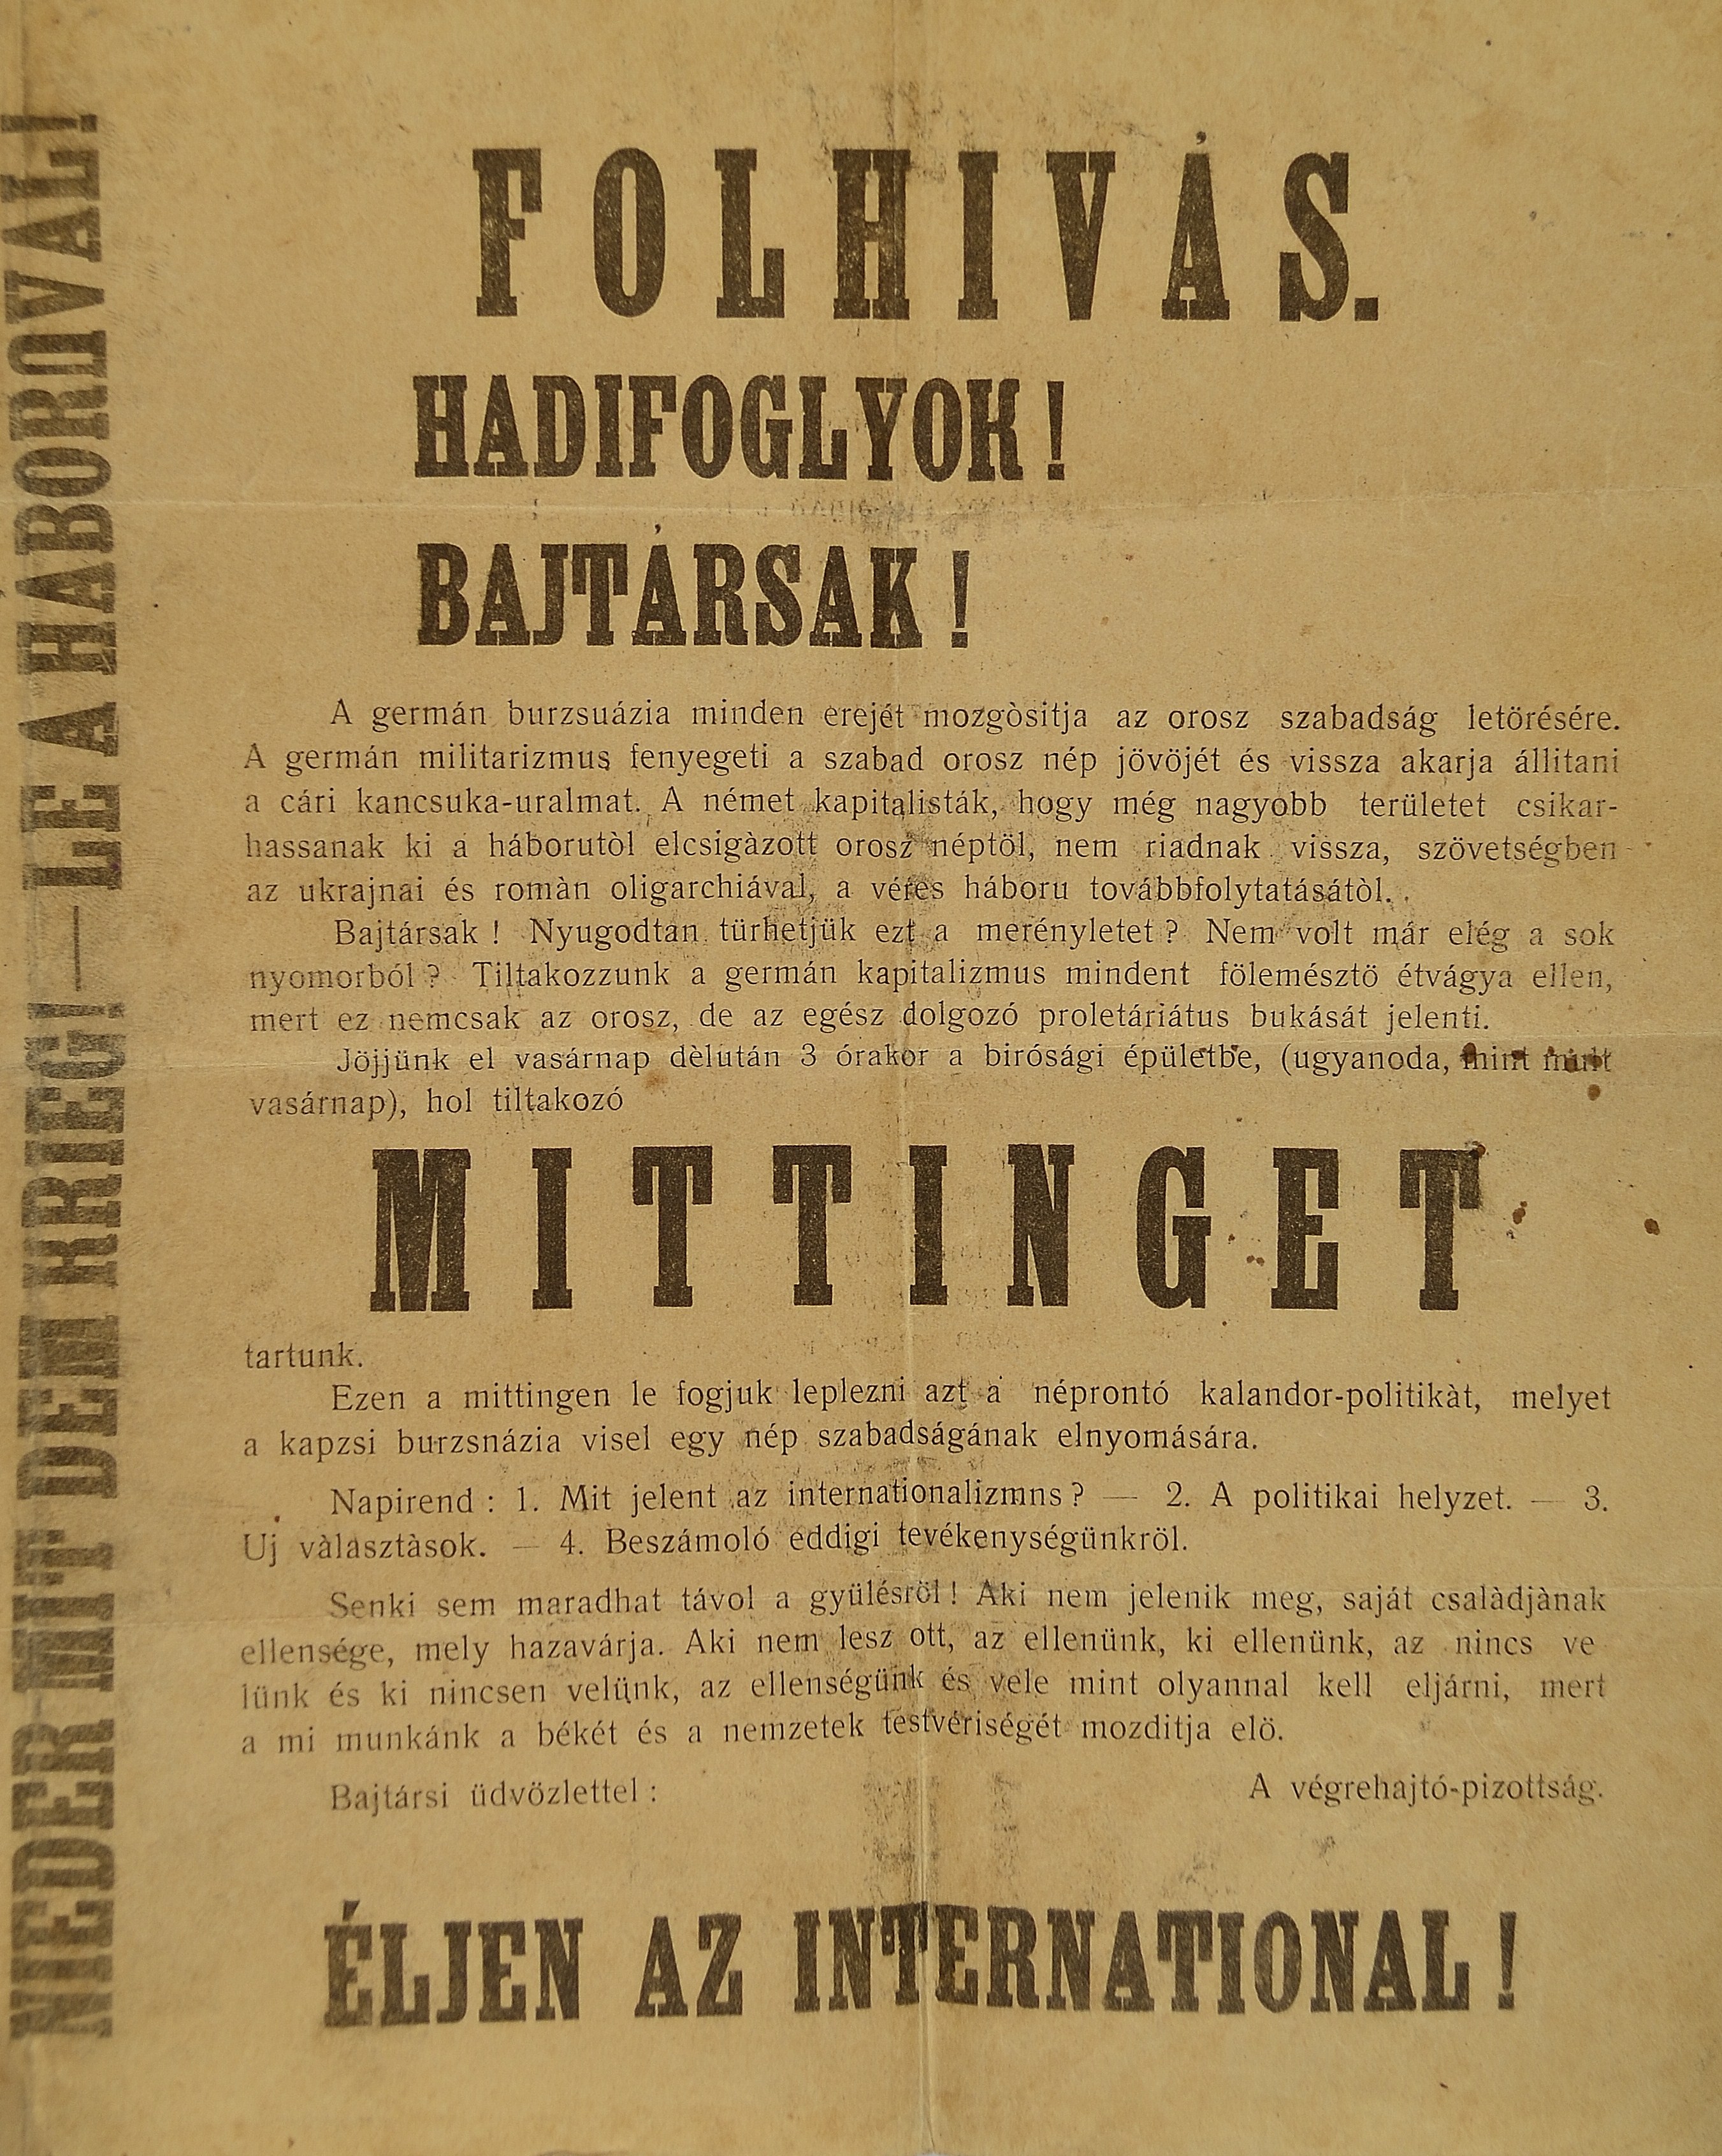 NIEDER MIT DEM KRIEG! — LE A HABOROVAL!
FOLHIVÁS.
HADIFOGLYOK!
BAJTÁRSAK!
A germán burzsuázia minden erejét mozgòsitja az orosz szabadság letörésére.
A germán militarizmus fenyegeti a szabad orosz nép jövöjét és vissza akarja állitani
a cári kancsuka-uralmat. A német kapitalisták, hogy még nagyobb területet csikar-
hassanak ki a háborutòl elcsigàzott orosz néptöl, nem riadnak vissza, szövetségben
az ukrajnai és romàn oligarchiával, a véres háboru továbbfolytatásátòl.
Bajtársak! Nyugodtan türhetjük ezt a merényletet? Nem volt már elég a sok
nyomorból? Tiltakozzunk a germán kapitalizmus mindent fölemésztö étvágya ellen,
mert ez nemcsak az orosz, de az egész dolgozó proletáriátus bukását jelenti.
Jöjjünk el vasárnap dèlután 3 órakor a birósági épületbe, (ugyanoda, mint mult
vasárnap), hol tiltakozó
MITTINGET
tartunk.
Ezen a mittingen le fogjuk leplezni azt a néprontó kalandor-politikàt, melyet
a kapzsi burzsnázia visel egy nép szabadságának elnyomására.
Napirend: 1. Mit jelent az internationalizmns? — 2. A politikai helyzet. — 3.
Uj vàlasztàsok. — 4. Beszámoló eddigi tevékenységünkröl.
Senki sem maradhat távol a gyülésröl! Aki nem jelenik meg, saját csalàdjànak
ellensége, mely hazavárja. Aki nem lesz ott, az ellenünk, ki ellenünk, az nincs ve
lünk és ki nincsen velünk, az ellenségünk és vele mint olyannal kell eljárni, mert
a mi munkánk a békét és a nemzetek testvériségét mozditja elö.
Bajtársi üdvözlettel: A végrehajtó-pizottság.
ÉLJEN AZ INTERNATIONAL!